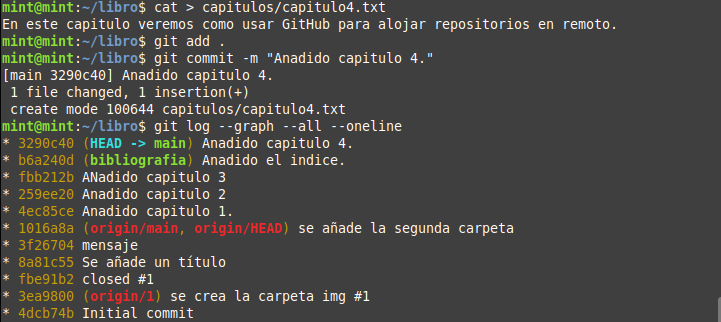 mint@mint:~/libro$ cat > capitulos/capitulo4.txt
En este capitulo veremos como usar GitHub para alojar repositorios en remoto.
mint@mint:~/libro$ git add .
mint@mint:~/libro$ git commit -m "Anadido capitulo 4."
[main 3290c40] Anadido capitulo 4.
 1 file changed, 1 insertion(+)
 create mode 100644 capitulos/capitulo4.txt
mint@mint:~/libro$ git log --graph --all --oneline
* 3290c40 (HEAD -> main) Anadido capitulo 4.
* b6a240d (bibliografia) Anadido el indice.
* fbb212b ANadido capitulo 3
* 259ee20 Anadido capitulo 2
* 4ec85ce Anadido capitulo 1.
* 1016a8a (origin/main, origin/HEAD) se añade la segunda carpeta
* 3f26704 mensaje
* 8a81c55 Se añade un título
* fbe91b2 closed #1
* 3ea9800 (origin/1) se crea la carpeta img #1
* 4dcb74b Initial commit